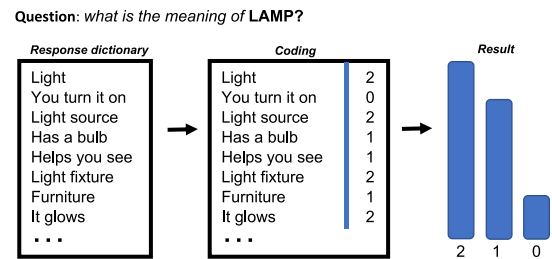 Question: what is the meaning of LAMP?
Response dictionary
Light
You turn it on
Light source
Has a bulb
Helps you see
Light fixture
Furniture
It glows
...
Coding
Light 2
You turn it on 0
Light source 2
Has a bulb 1
Helps you see 1
Light fixture 2
Furniture 1
It glows 2
...
Result
2 1 0